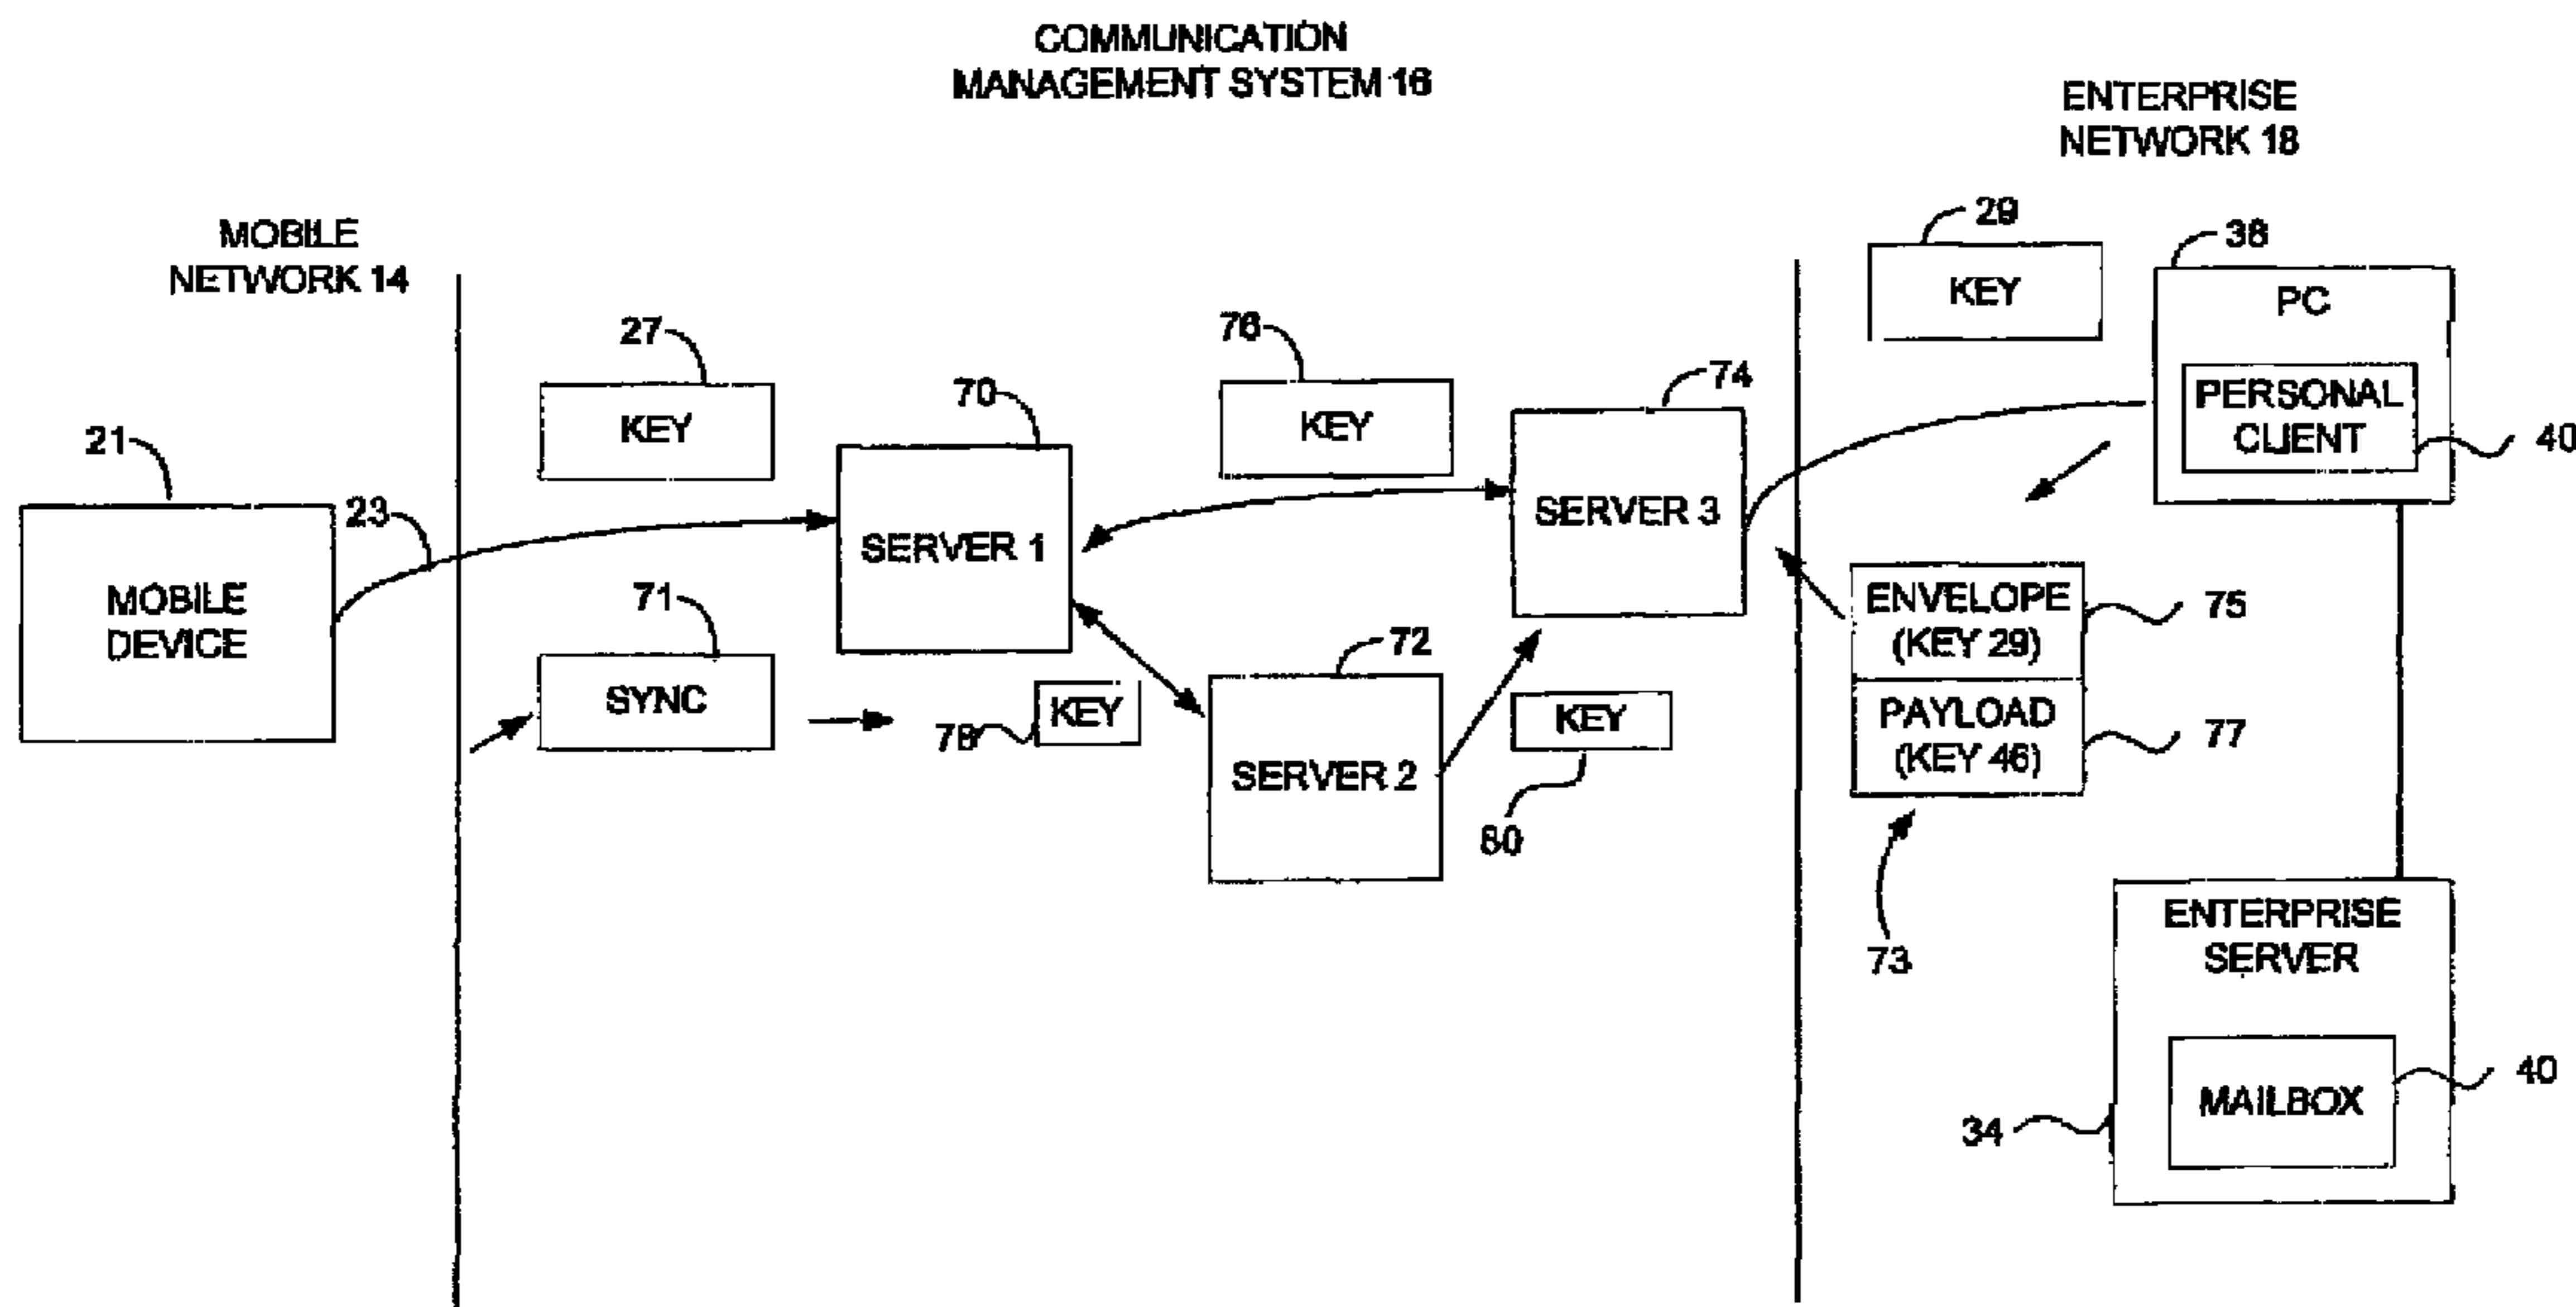 COMMUNICATION
MANAGEMENT SYSTEM 16
ENTERPRISE
NETWORK 18
MOBILE
NETWORK 14
29
KEY
38
PC
PERSONAL
CLIENT
40
27
KEY
76
KEY
70
74
21
23
MOBILE
DEVICE
SERVER 1
SERVER 3
71
SYNC
78
KEY
72
SERVER 2
KEY
80
ENVELOPE
(KEY 29)
75
PAYLOAD
(KEY 46)
77
73
ENTERPRISE
SERVER
MAILBOX
40
34